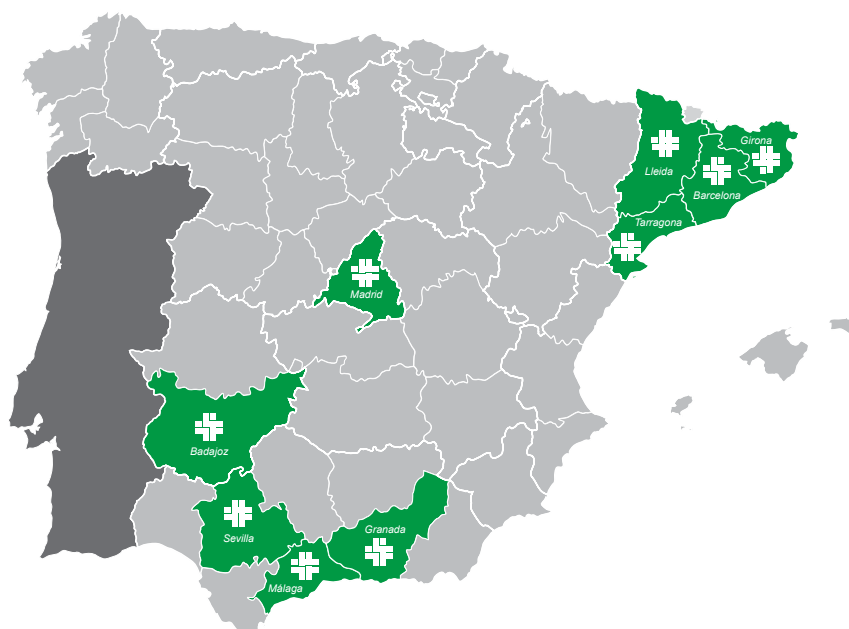 Girona
Lleida
Barcelona
Tarragona
Madrid
Badajoz
Granada
Sevilla
Málaga